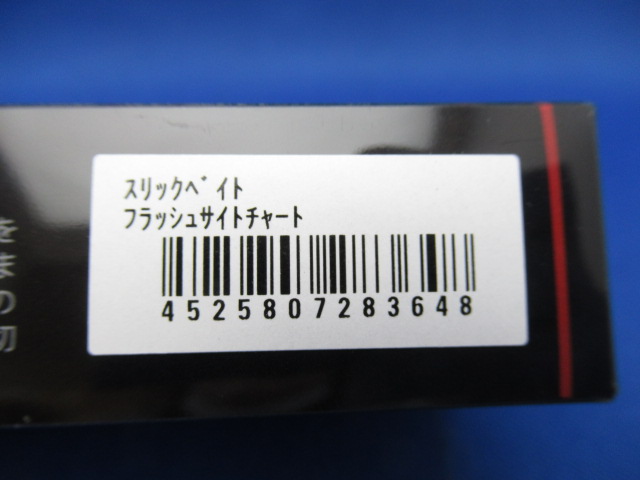 ｽﾘｯｸﾍﾞｲﾄ
ﾌﾗｯｼｭｻｲﾄﾁｬｰﾄ
4525807283648